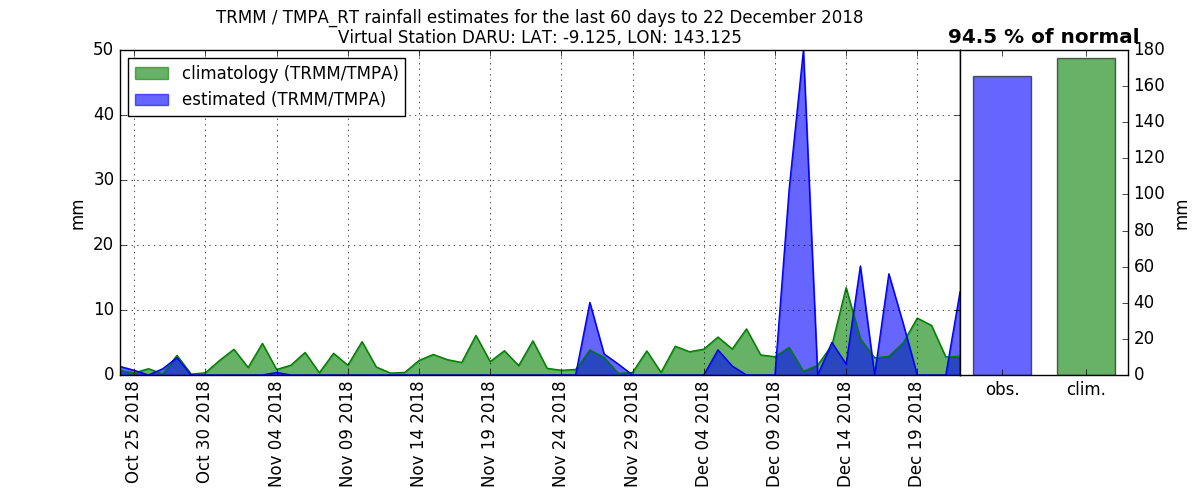 TRMM / TMPA_RT rainfall estimates for the last 60 days to 22 December 2018
Virtual Station DARU: LAT: -9.125, LON: 143.125
94.5 % of normal
climatology (TRMM/TMPA)
estimated (TRMM/TMPA)
50
40
30
20
10
0
mm
Oct 25 2018
Oct 30 2018
Nov 04 2018
Nov 09 2018
Nov 14 2018
Nov 19 2018
Nov 24 2018
Nov 29 2018
Dec 04 2018
Dec 09 2018
Dec 14 2018
Dec 19 2018
180
160
140
120
100
80
60
40
20
0
mm
obs.
clim.